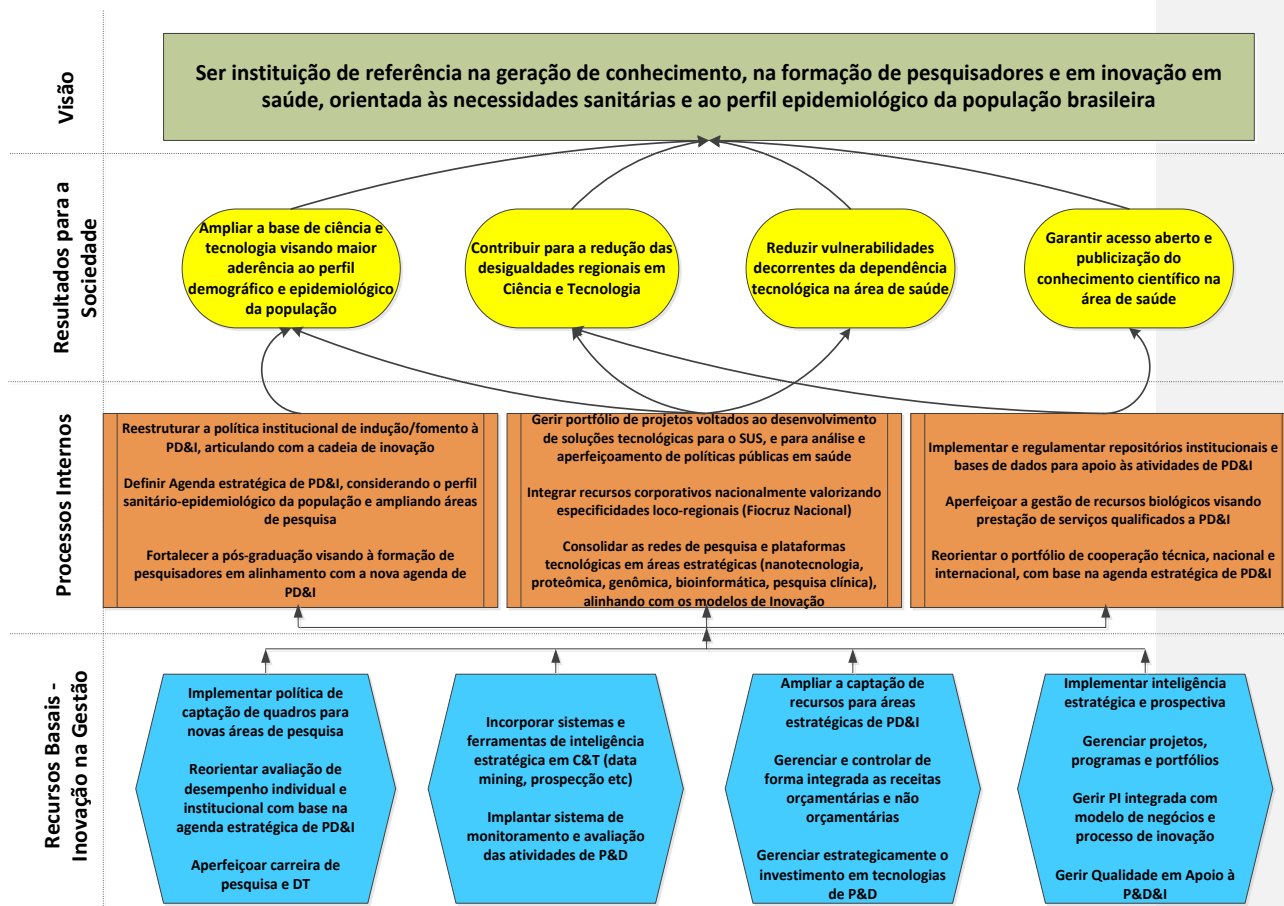 Visão
Ser instituição de referência na geração de conhecimento, na formação de pesquisadores e em inovação em
saúde, orientada às necessidades sanitárias e ao perfil epidemiológico da população brasileira
Resultados para a
Sociedade
Ampliar a base de ciência e
tecnologia visando maior
aderência ao perfil
demográfico e epidemiológico
da população
Contribuir para a redução das
desigualdades regionais em
Ciência e Tecnologia
Reduzir vulnerabilidades
decorrentes da dependência
tecnológica na área de saúde
Garantir acesso aberto e
publicização do
conhecimento científico na
área de saúde
Processos Internos
Reestruturar a política institucional de indução/fomento à
PD&I, articulando com a cadeia de inovação
Definir Agenda estratégica de PD&I, considerando o perfil
sanitário-epidemiológico da população e ampliando áreas
de pesquisa
Fortalecer a pós-graduação visando à formação de
pesquisadores em alinhamento com a nova agenda de
PD&I
Gerir portfólio de projetos voltados ao desenvolvimento
de soluções tecnológicas para o SUS, e para análise e
aperfeiçoamento de políticas públicas em saúde
Integrar recursos corporativos nacionalmente valorizando
especificidades loco-regionais (Fiocruz Nacional)
Consolidar as redes de pesquisa e plataformas
tecnológicas em áreas estratégicas (nanotecnologia,
proteômica, genômica, bioinformática, pesquisa clínica),
alinhando com os modelos de Inovação
Implementar e regulamentar repositórios institucionais e
bases de dados para apoio às atividades de PD&I
Aperfeiçoar a gestão de recursos biológicos visando
prestação de serviços qualificados a PD&I
Reorientar o portfólio de cooperação técnica, nacional e
internacional, com base na agenda estratégica de PD&I
Recursos Basais -
Inovação na Gestão
Implementar política de
captação de quadros para
novas áreas de pesquisa
Reorientar avaliação de
desempenho individual e
institucional com base na
agenda estratégica de PD&I
Aperfeiçoar carreira de
pesquisa e DT
Incorporar sistemas e
ferramentas de inteligência
estratégica em C&T (data
mining, prospecção etc)
Implantar sistema de
monitoramento e avaliação
das atividades de P&D
Ampliar a captação de
recursos para áreas
estratégicas de PD&I
Gerenciar e controlar de
forma integrada as receitas
orçamentárias e não
orçamentárias
Gerenciar estrategicamente o
investimento em tecnologias
de P&D
Implementar inteligência
estratégica e prospectiva
Gerenciar projetos,
programas e portfólios
Gerir PI integrada com
modelo de negócios e
processo de inovação
Gerir Qualidade em Apoio à
P&D&I